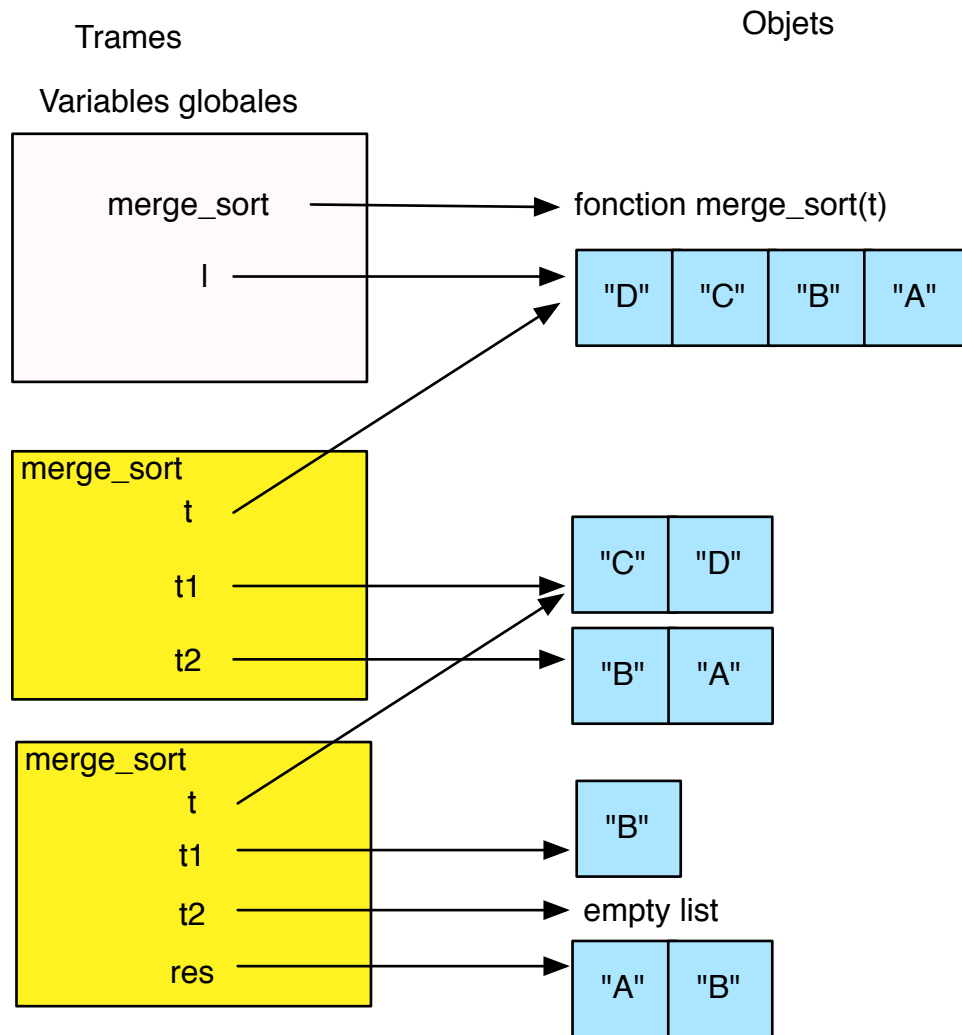 Trames
Objets
Variables globales
merge_sort
fonction merge_sort(t)
l
"D" "C" "B" "A"
merge_sort
t
t1
"C" "D"
t2
"B" "A"
merge_sort
t
t1
"B"
t2
empty list
res
"A" "B"